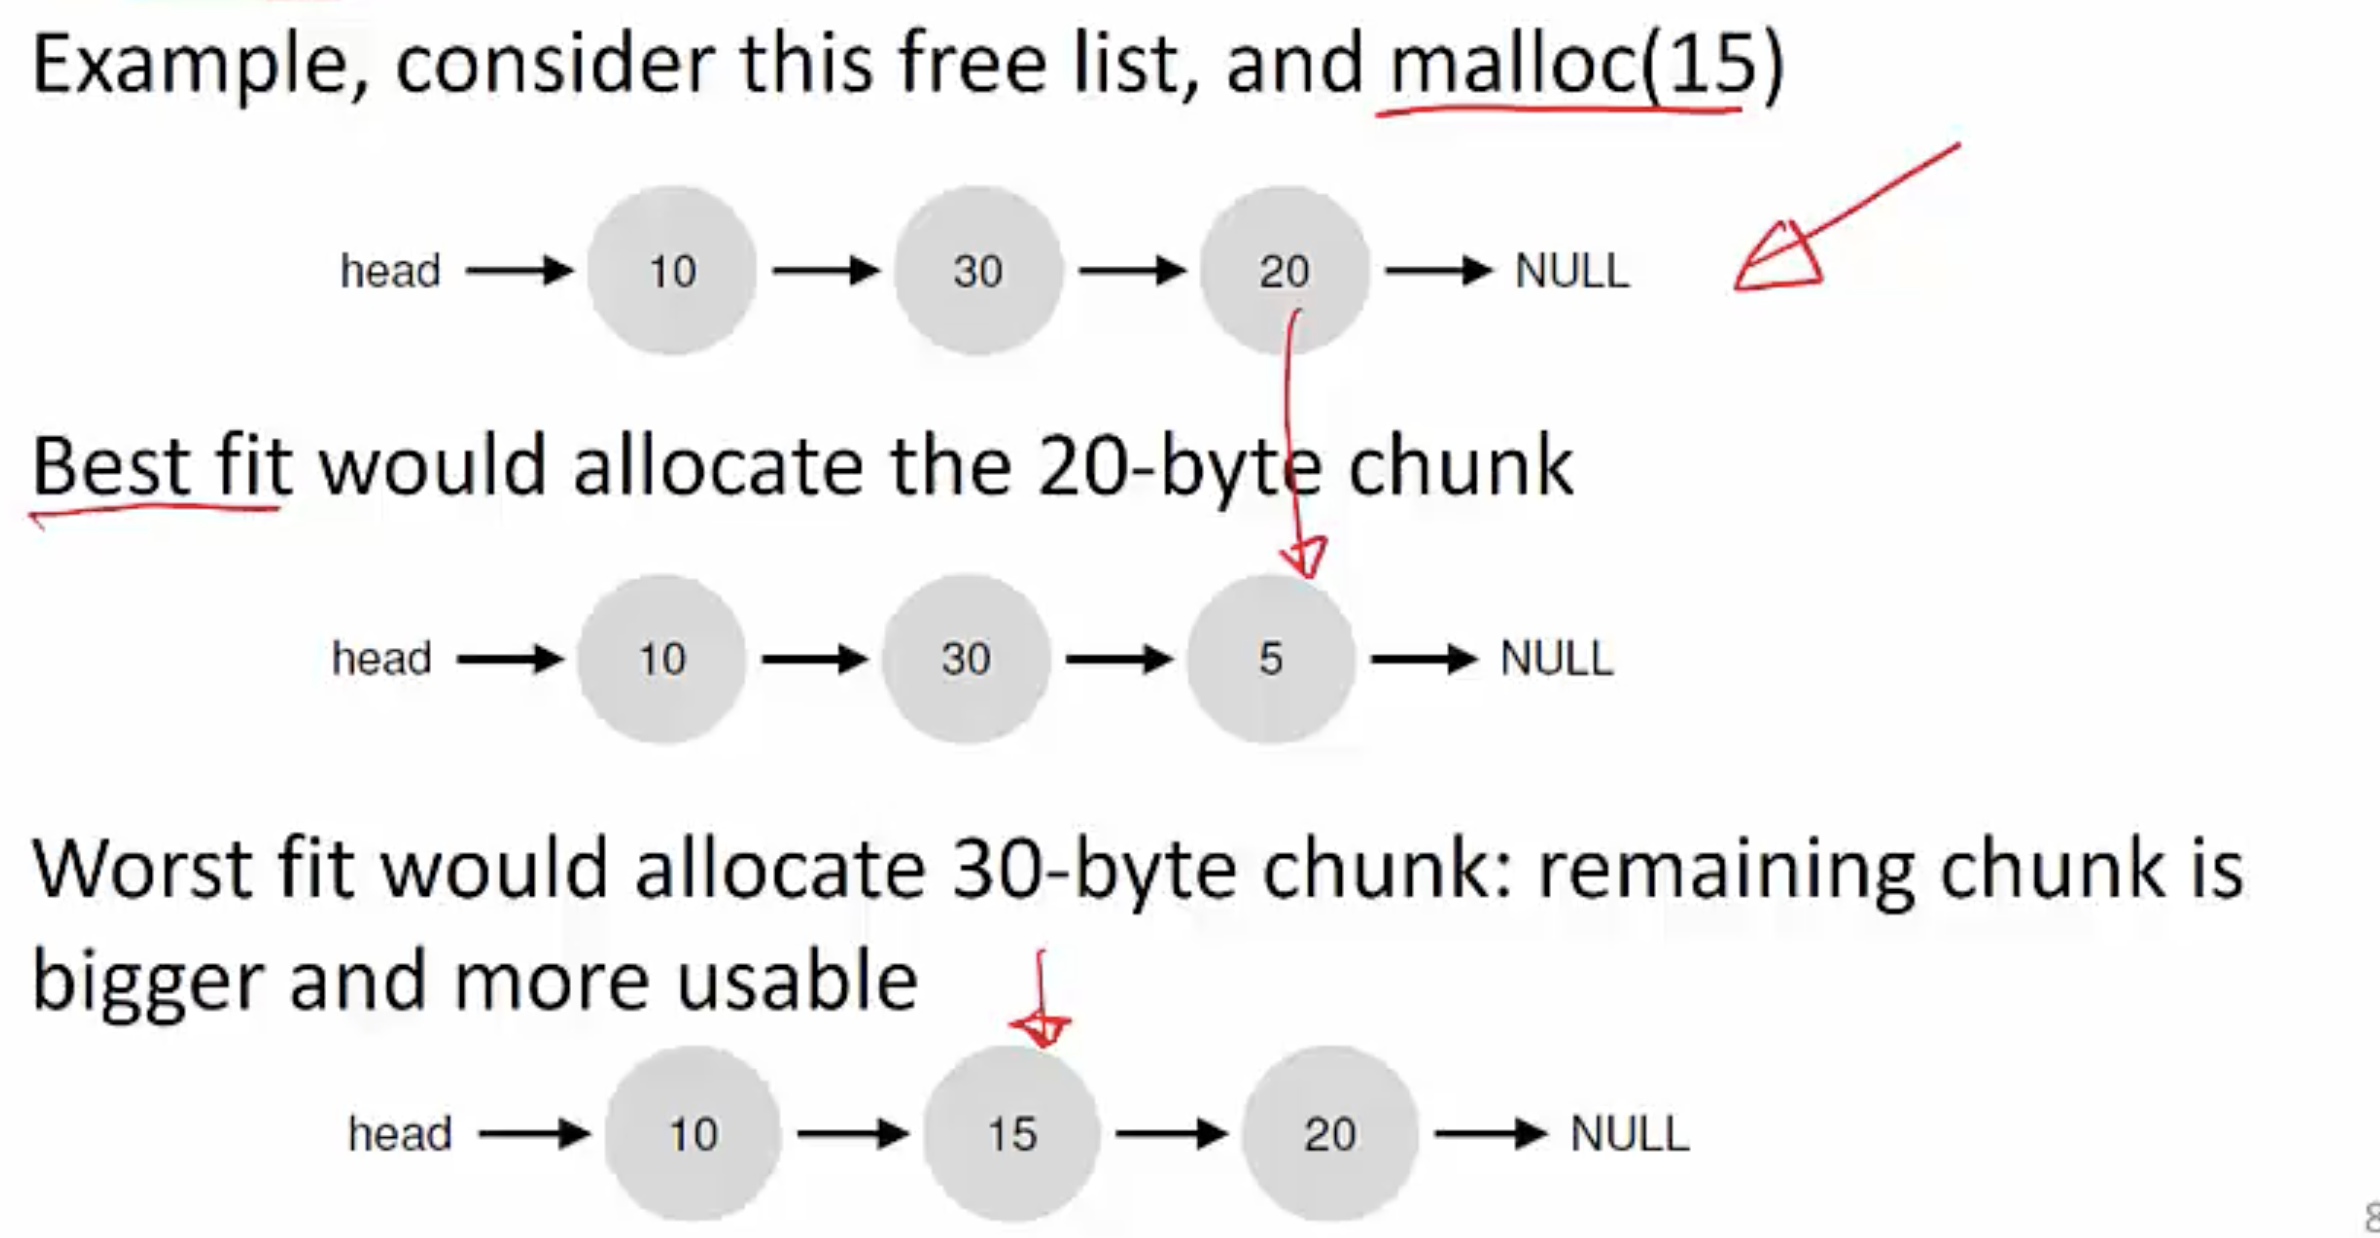 Example, consider this free list, and malloc(15)
head 10 30 20 NULL
Best fit would allocate the 20-byte chunk
head 10 30 5 NULL
Worst fit would allocate 30-byte chunk: remaining chunk is
bigger and more usable
head 10 15 20 NULL